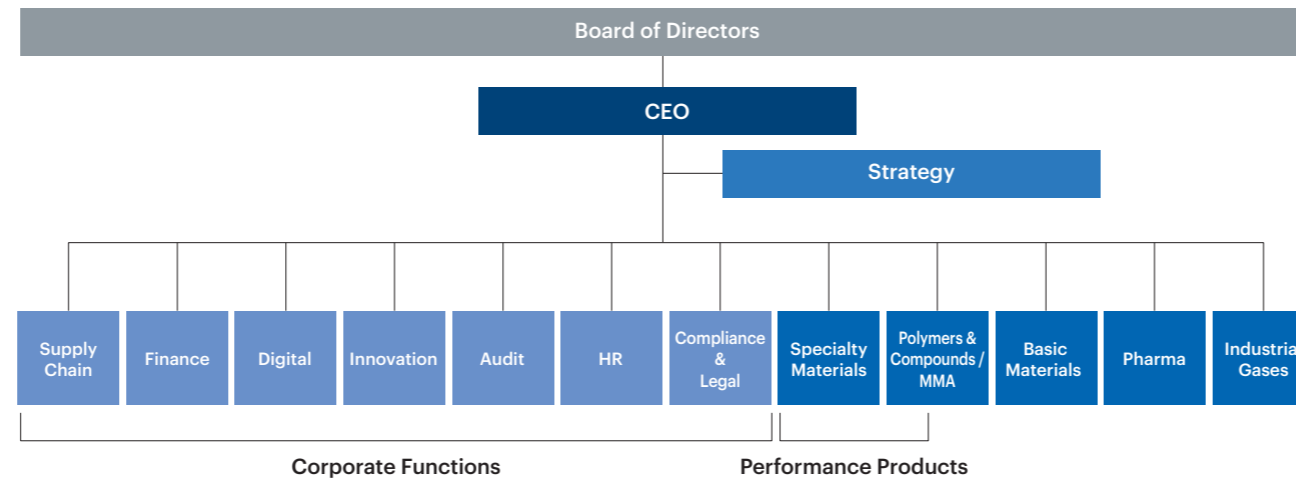 Board of Directors
CEO
Strategy
Supply
Chain
Finance
Digital
Innovation
Audit
HR
Compliance
&
Legal
Specialty
Materials
Polymers &
Compounds /
MMA
Basic
Materials
Pharma
Industria
Gases
Corporate Functions
Performance Products